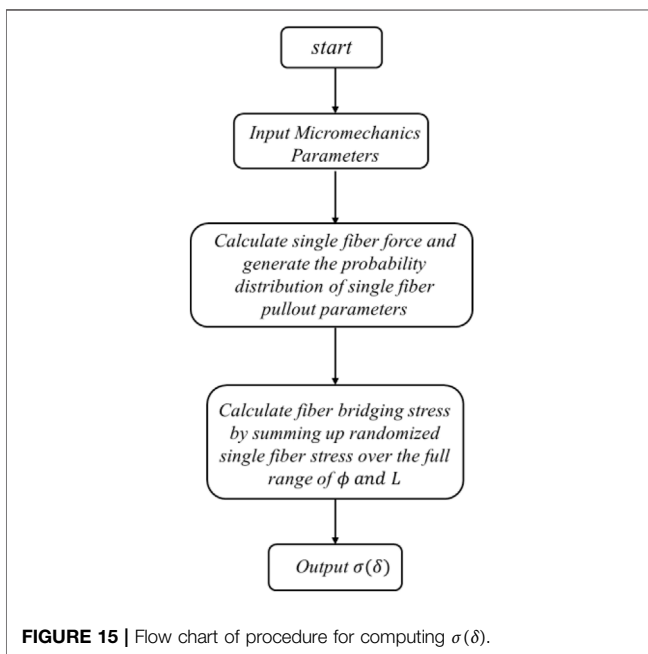 start
Input Micromechanics
Parameters
Calculate single fiber force and
generate the probability
distribution of single fiber
pullout parameters
Calculate fiber bridging stress
by summing up randomized
single fiber stress over the full
range of ϕ and L
Output σ(δ)
FIGURE 15 | Flow chart of procedure for computing σ(δ).